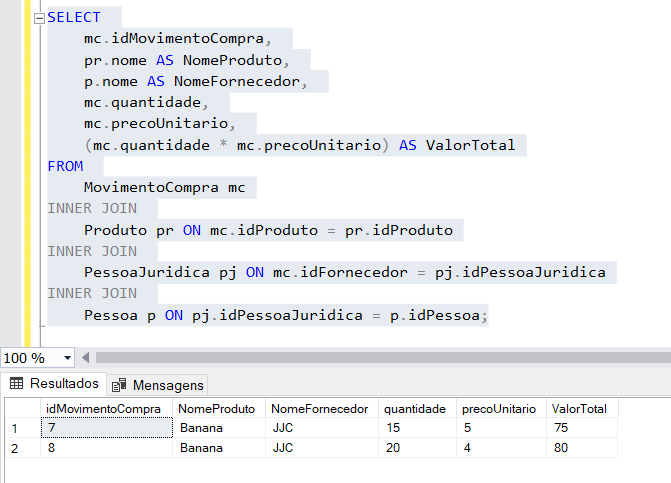 SELECT
mc.idMovimentoCompra,
pr.nome AS NomeProduto,
p.nome AS NomeFornecedor,
mc.quantidade,
mc.precoUnitario,
(mc.quantidade * mc.precoUnitario) AS ValorTotal
FROM
MovimentoCompra mc
INNER JOIN
Produto pr ON mc.idProduto = pr.idProduto
INNER JOIN
PessoaJuridica pj ON mc.idFornecedor = pj.idPessoaJuridica
INNER JOIN
Pessoa p ON pj.idPessoaJuridica = p.idPessoa;
100 %
Resultados Mensagens
idMovimentoCompra NomeProduto NomeFornecedor quantidade precoUnitario ValorTotal
1 7 Banana JJC 15 5 75
2 8 Banana JJC 20 4 80